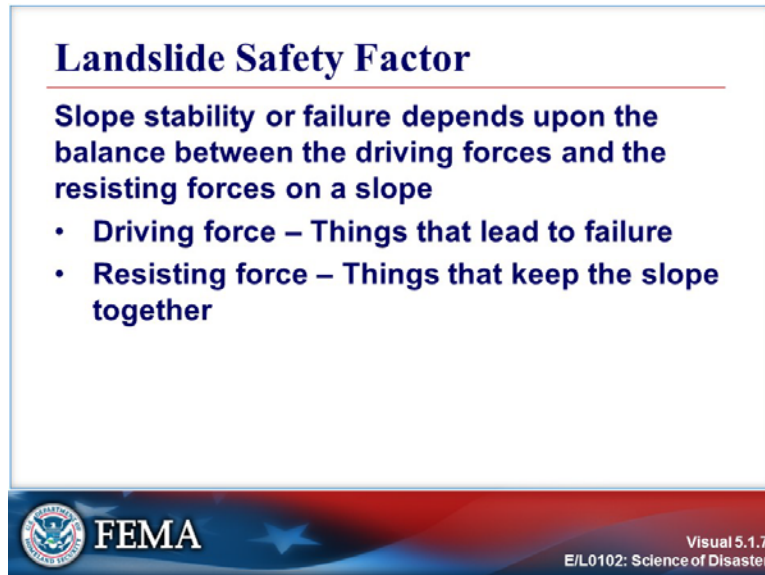 Landslide Safety Factor
Slope stability or failure depends upon the
balance between the driving forces and the
resisting forces on a slope
• Driving force – Things that lead to failure
• Resisting force – Things that keep the slope
together
FEMA
Visual 5.1.7
E/L0102: Science of Disaster